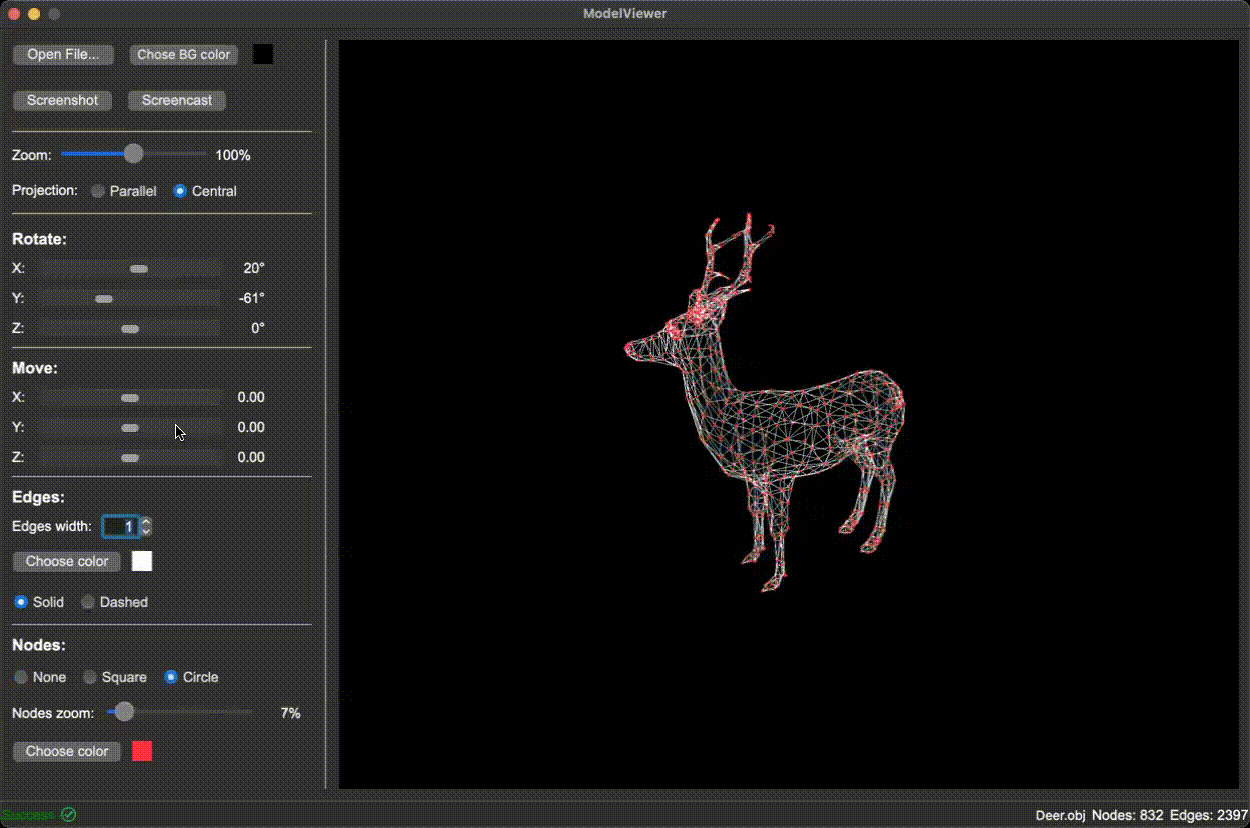 ModelViewer
Open File... Chose BG color
Screenshot Screencast
Zoom: 100%
Projection: Parallel Central
Rotate:
X: 20°
Y: -61°
Z: 0°
Move:
X: 0.00
Y: 0.00
Z: 0.00
Edges:
Edges width: 1
Choose color
Solid Dashed
Nodes:
None Square Circle
Nodes zoom: 7%
Choose color
Success Deer.obj Nodes: 832 Edges: 2397